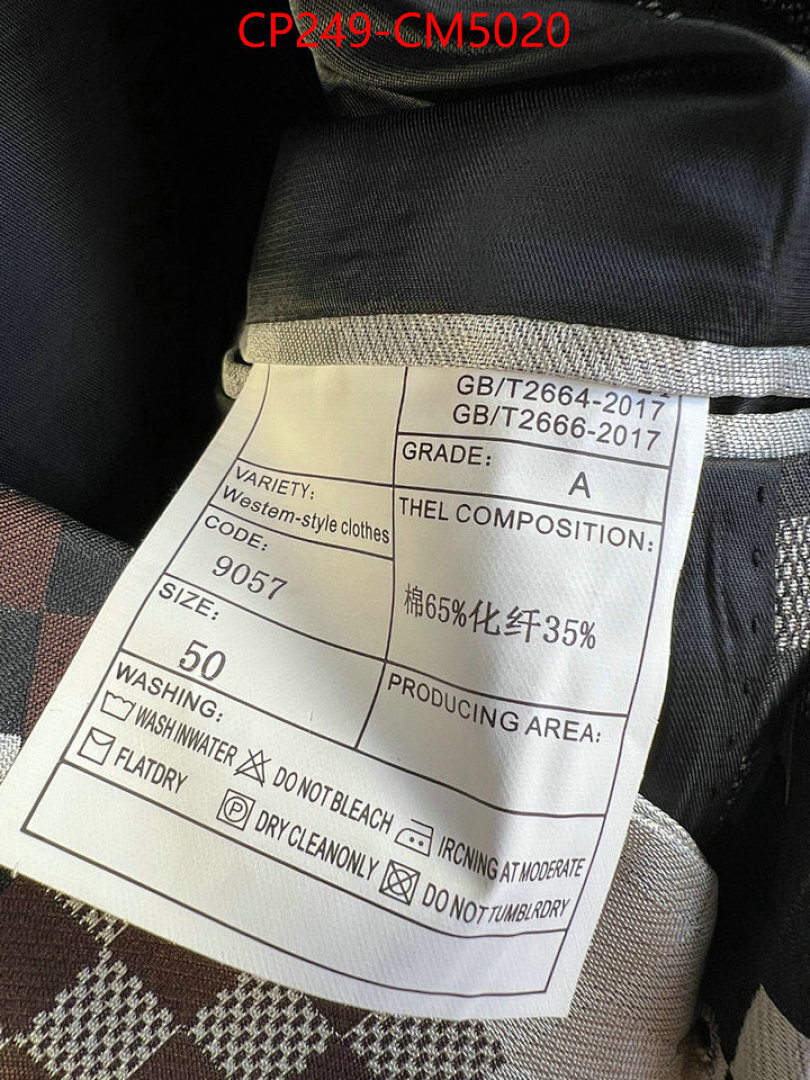 CP249-CM5020
GB/T2664-2017
GB/T2666-2017
GRADE:
A
VARIETY:
Westem-style clothes
THEL COMPOSITION:
棉65%化纤35%
CODE:
9057
SIZE:
50
PRODUCING AREA:
WASHING:
WASH INWATER DO NOT BLEACH IRCNING AT MODERATE
FLATDRY P DRY CLEANONLY DO NOT TUMBLRDRY